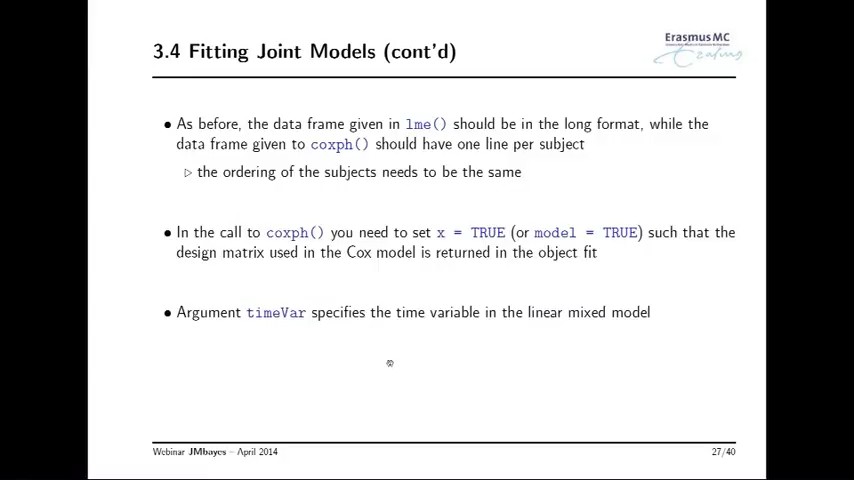 3.4 Fitting Joint Models (cont'd)
Erasmus MC
• As before, the data frame given in lme() should be in the long format, while the
data frame given to coxph() should have one line per subject
▷ the ordering of the subjects needs to be the same
• In the call to coxph() you need to set x = TRUE (or model = TRUE) such that the
design matrix used in the Cox model is returned in the object fit
• Argument timeVar specifies the time variable in the linear mixed model
Webinar JMbayes – April 2014
27/40